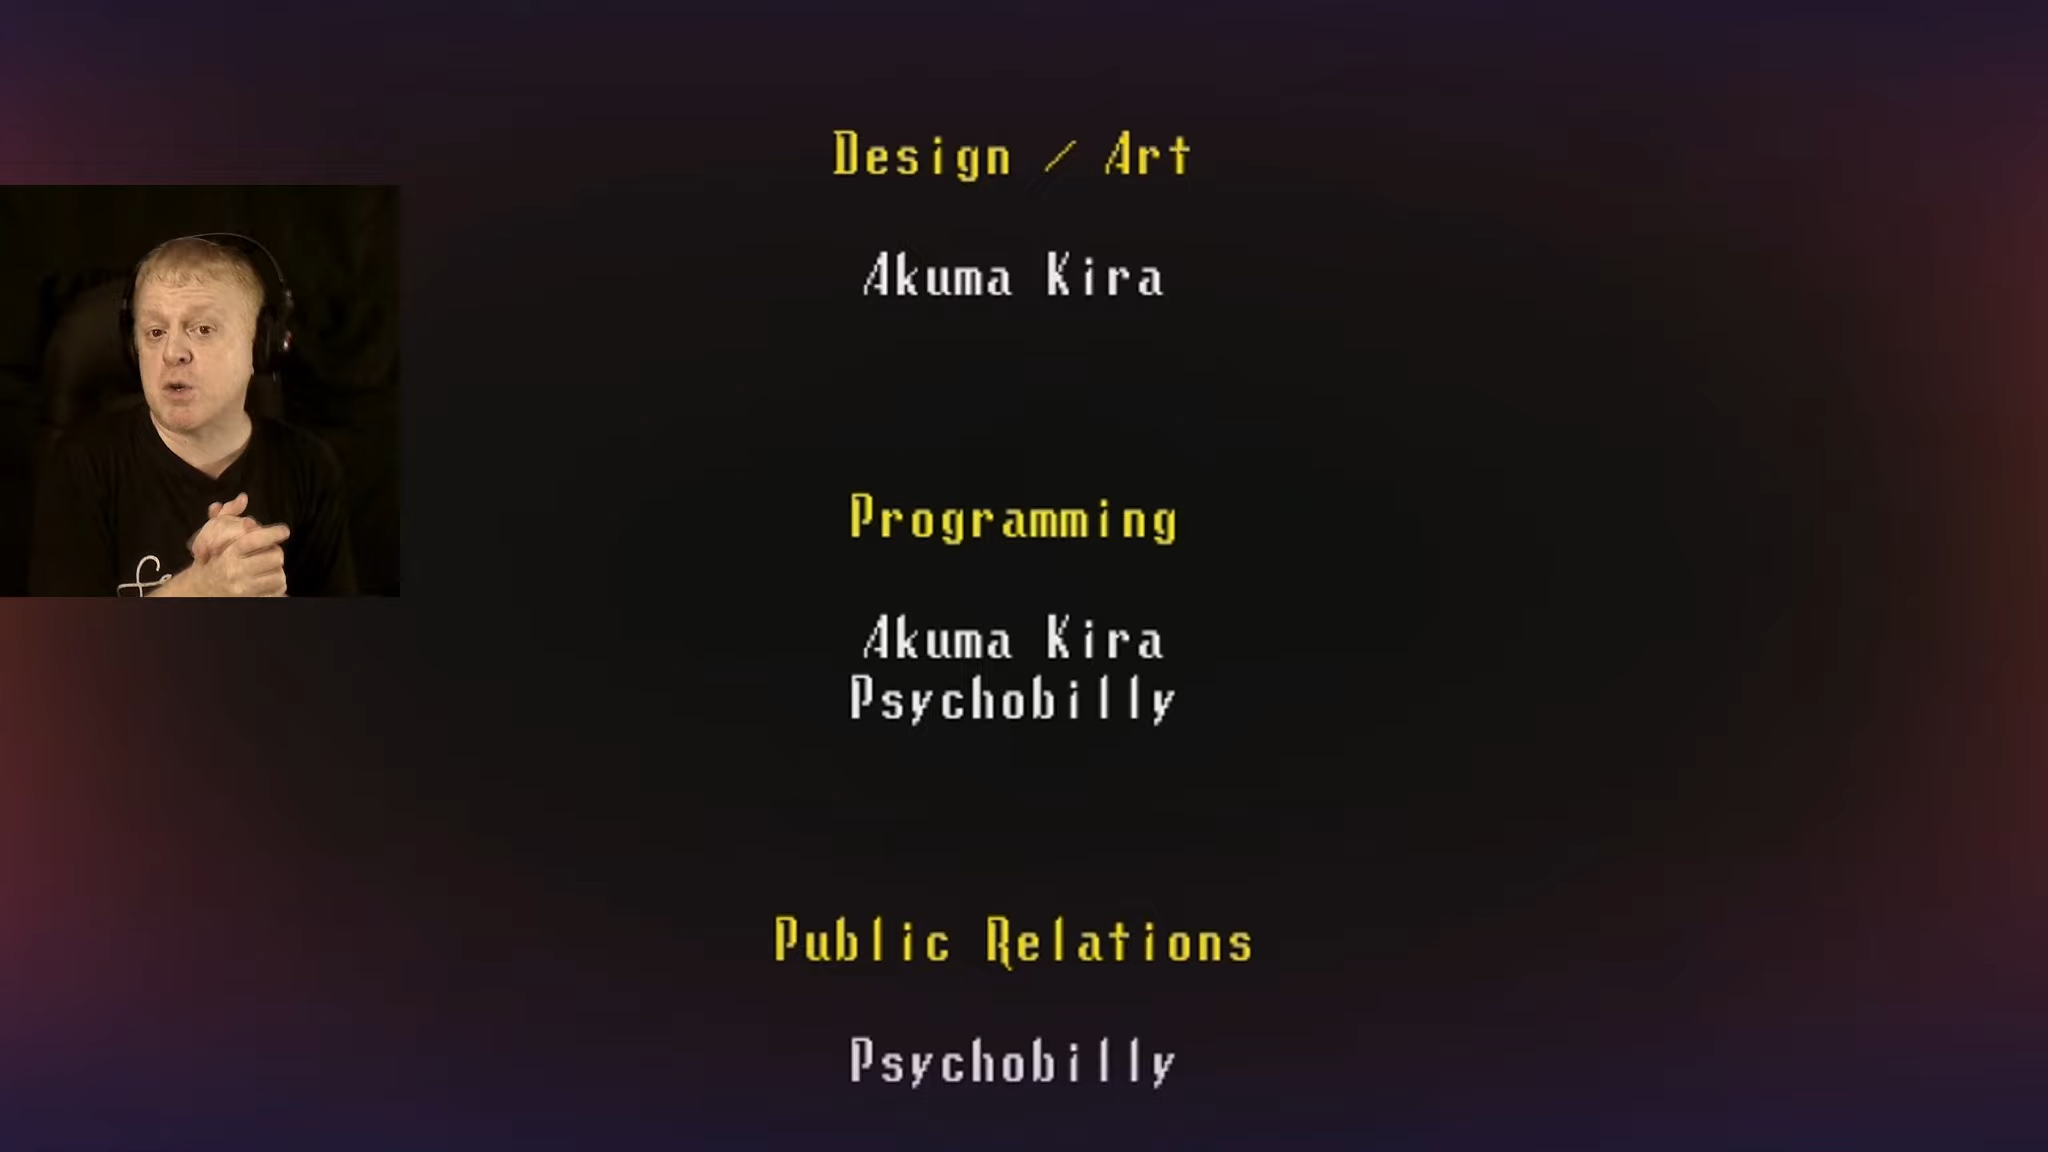 Design / Art
Akuma Kira
Programming
Akuma Kira
Psychobilly
Public Relations
Psychobilly